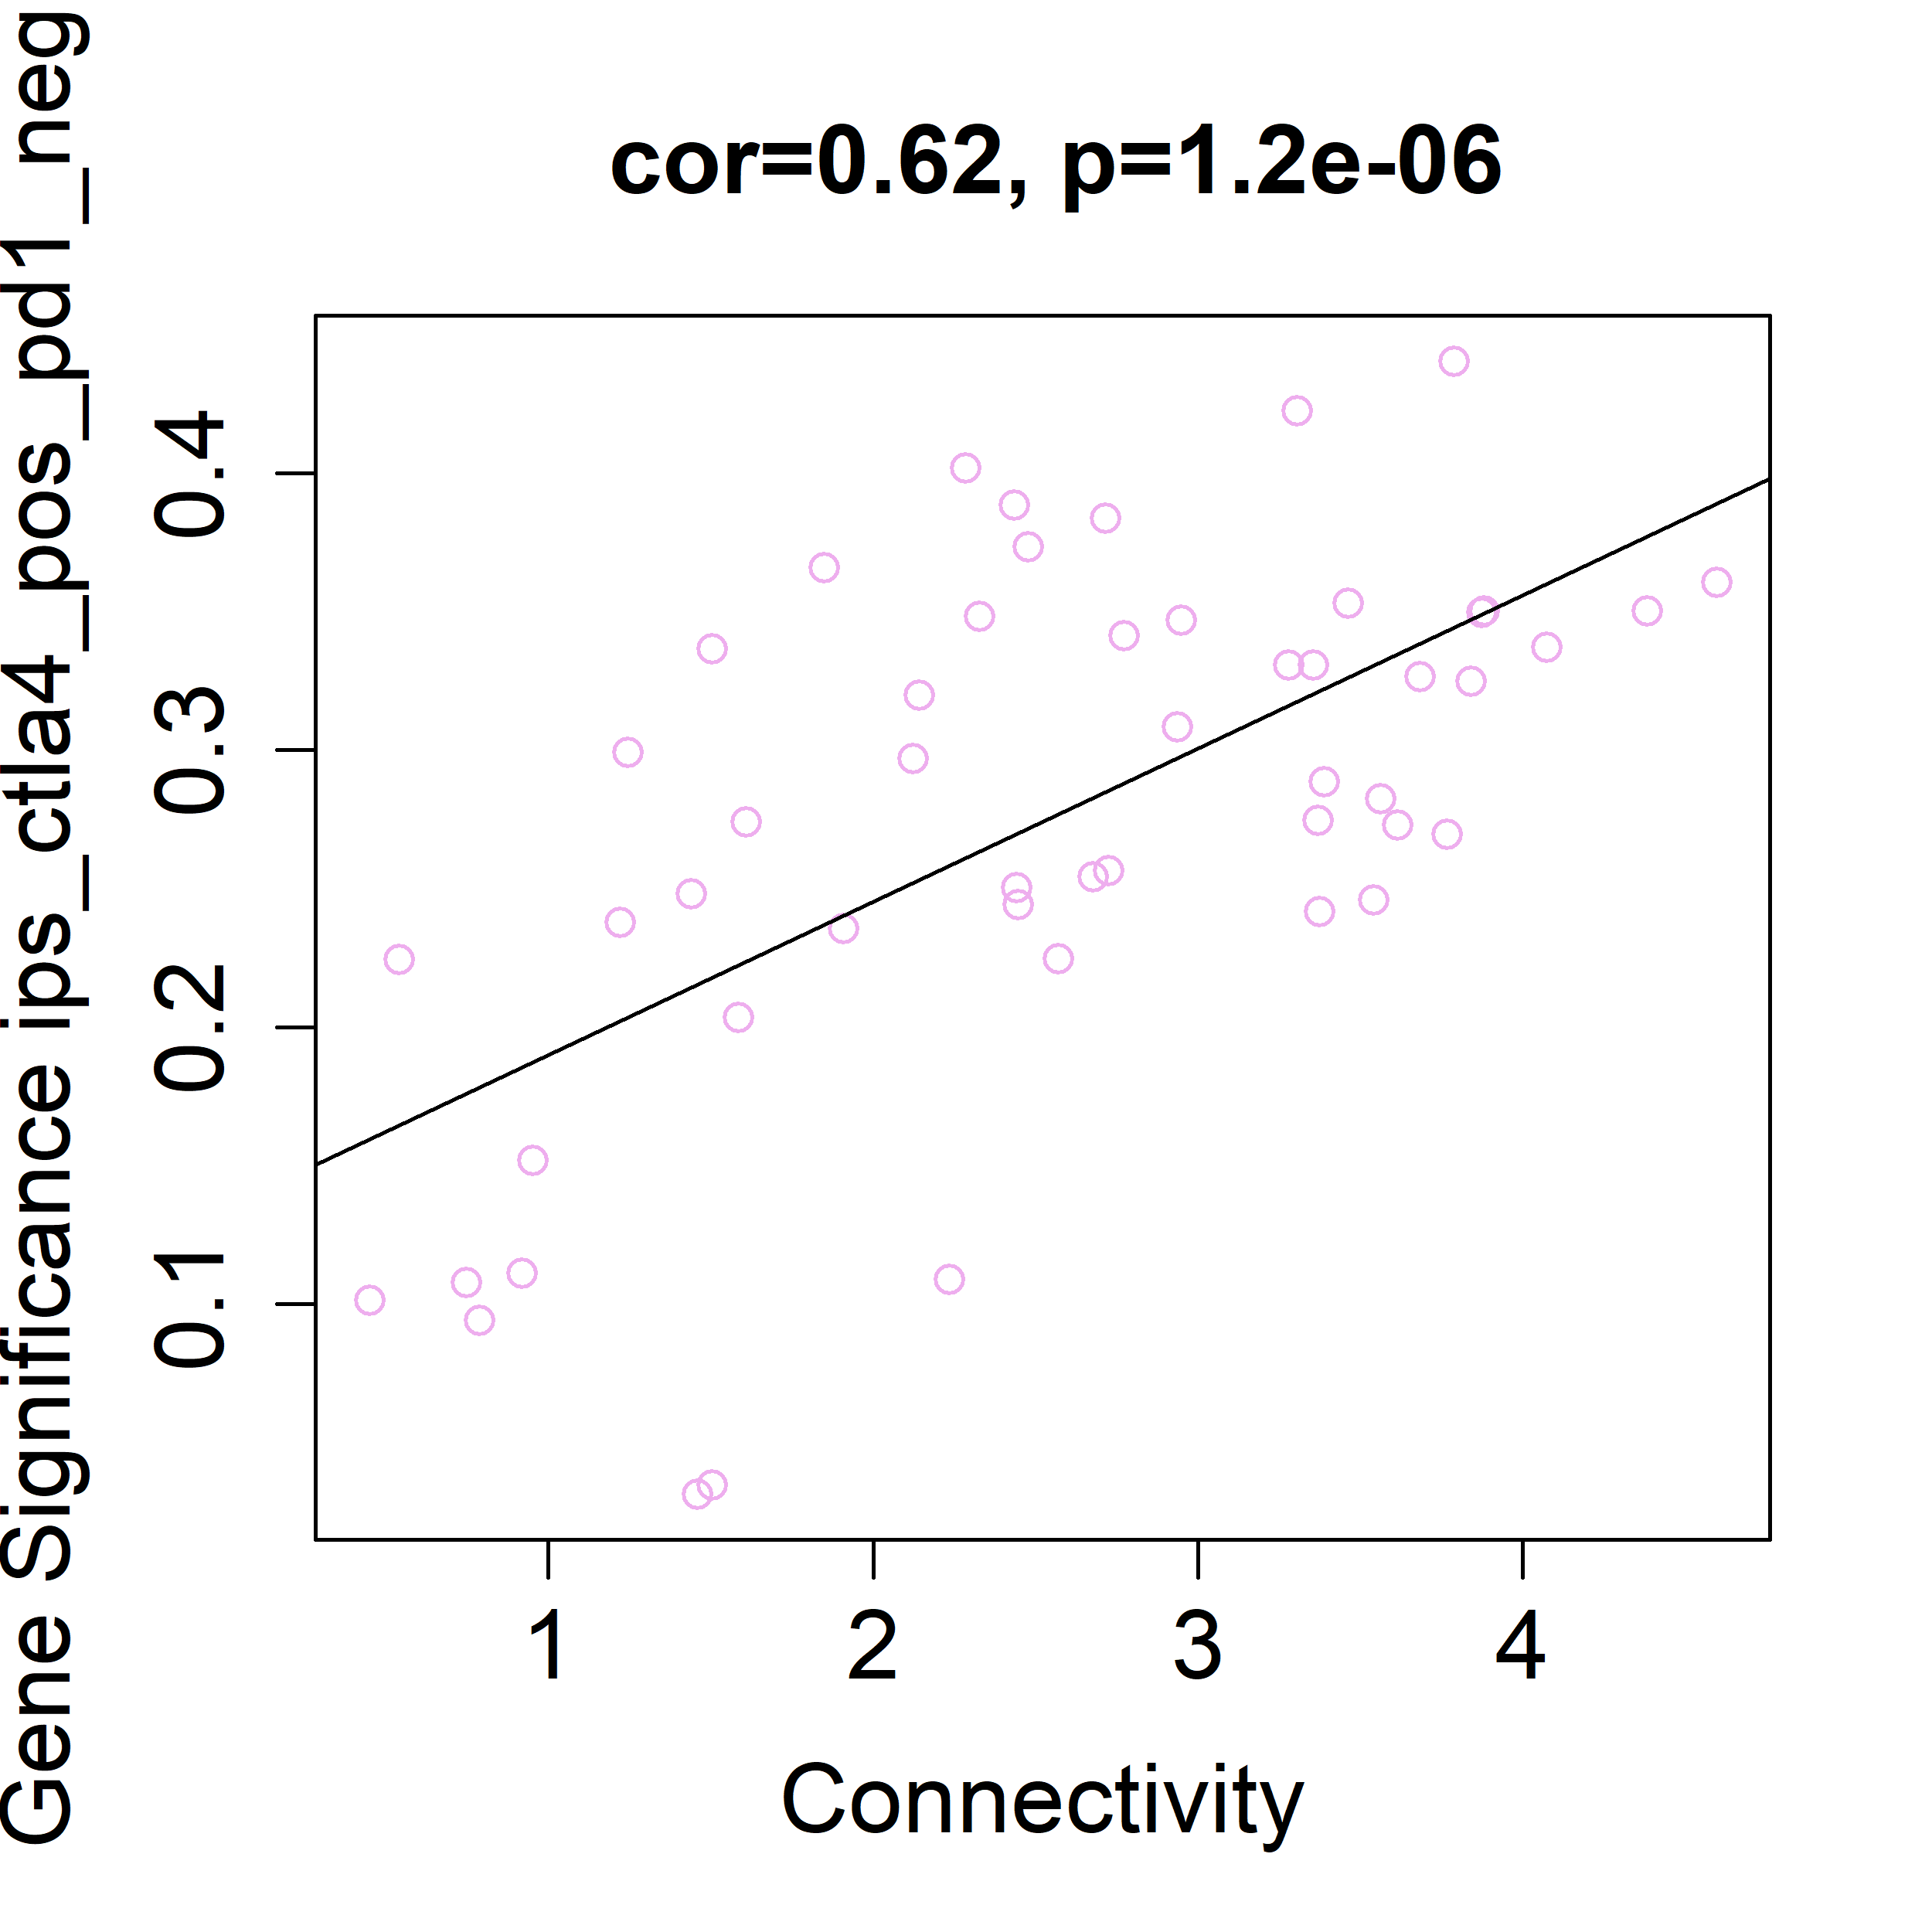 cor=0.62, p=1.2e-06
Gene Significance ips_ctla4_pos_pd1_neg
0.4
0.3
0.2
0.1
1 2 3 4
Connectivity